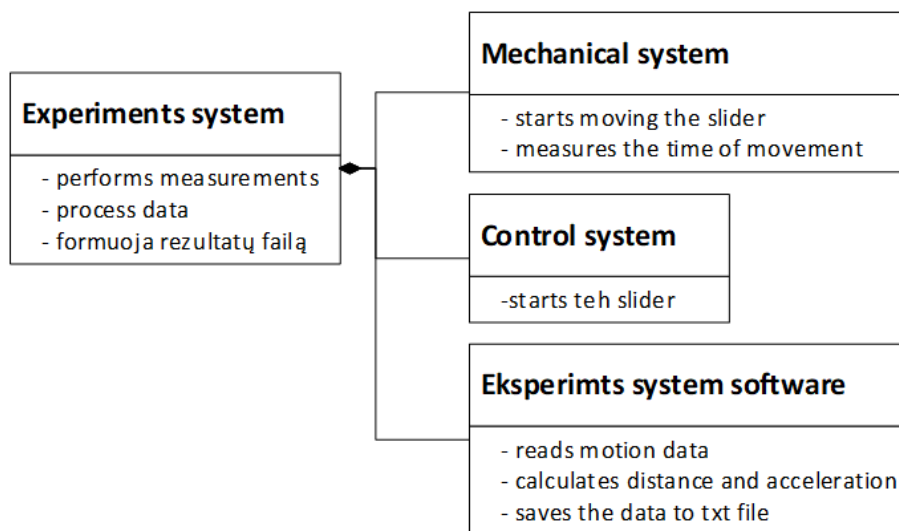 Experiments system
- performs measurements
- process data
- formuoja rezultatų failą
Mechanical system
- starts moving the slider
- measures the time of movement
Control system
-starts teh slider
Eksperimts system software
- reads motion data
- calculates distance and acceleration
- saves the data to txt file